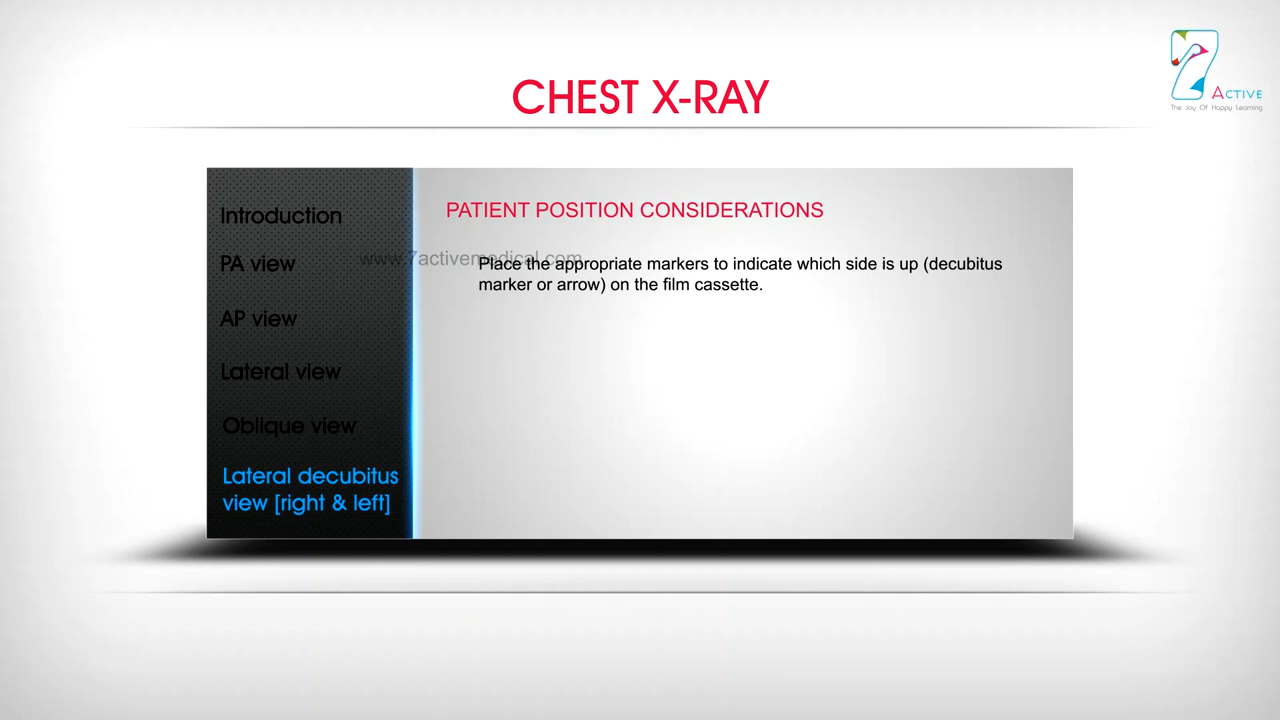 7
ACTIVE
The Joy Of Happy Learning
CHEST X-RAY
Introduction
PA view
AP view
Lateral view
Oblique view
Lateral decubitus
view [right & left]
PATIENT POSITION CONSIDERATIONS
www.7activemedical.com
Place the appropriate markers to indicate which side is up (decubitus
marker or arrow) on the film cassette.